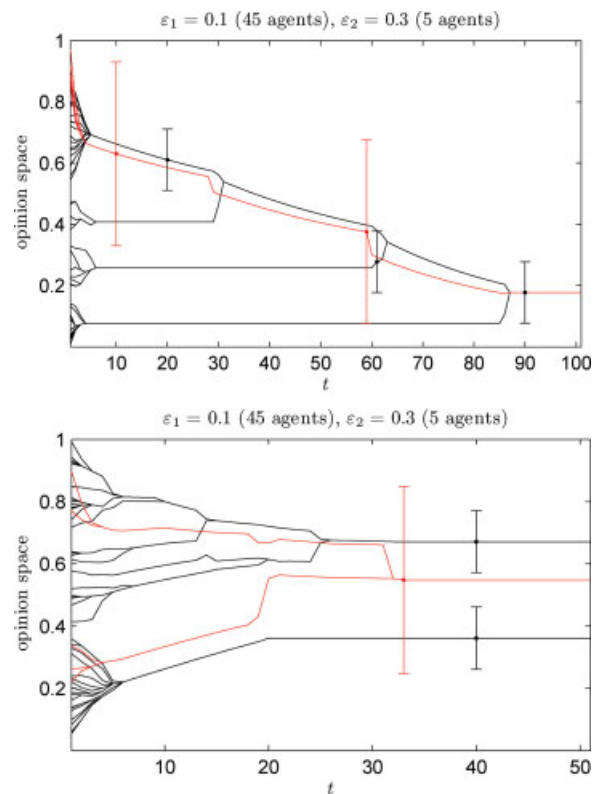 ε₁ = 0.1 (45 agents), ε₂ = 0.3 (5 agents)
1
0.8
0.6
0.4
0.2
opinion space
10 20 30 40 50 60 70 80 90 100
t
ε₁ = 0.1 (45 agents), ε₂ = 0.3 (5 agents)
1
0.8
0.6
0.4
0.2
opinion space
10 20 30 40 50
t